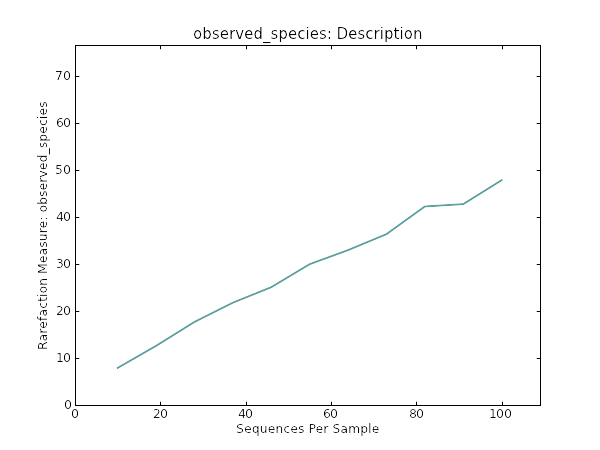 observed_species: Description
Rarefaction Measure: observed_species
70
60
50
40
30
20
10
0
0 20 40 60 80 100
Sequences Per Sample